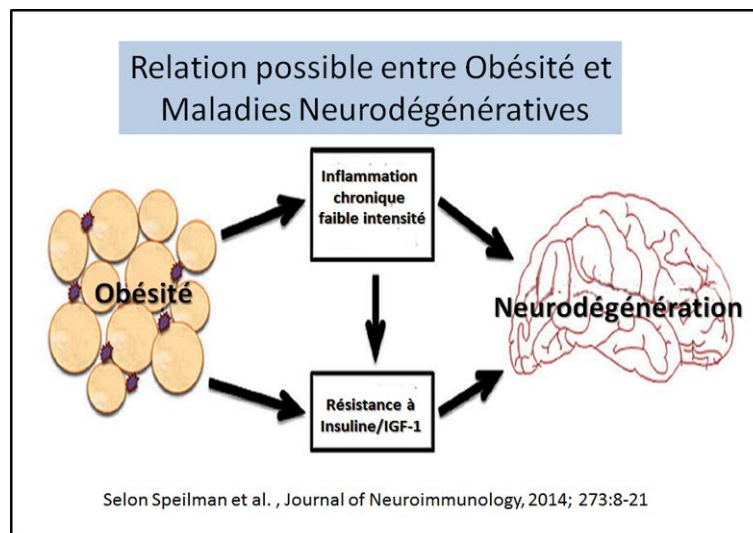 Relation possible entre Obésité et
Maladies Neurodégénératives
Inflammation
chronique
faible intensité
Obésité
Neurodégénération
Résistance à
Insuline/IGF-1
Selon Speilman et al. , Journal of Neuroimmunology, 2014; 273:8-21